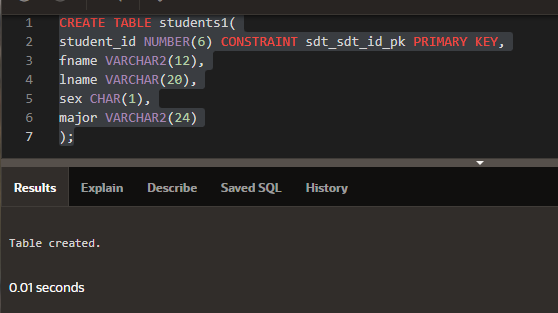 1 CREATE TABLE students1(
2 student_id NUMBER(6) CONSTRAINT sdt_sdt_id_pk PRIMARY KEY,
3 fname VARCHAR2(12),
4 lname VARCHAR(20),
5 sex CHAR(1),
6 major VARCHAR2(24)
7 );
Results Explain Describe Saved SQL History
Table created.
0.01 seconds